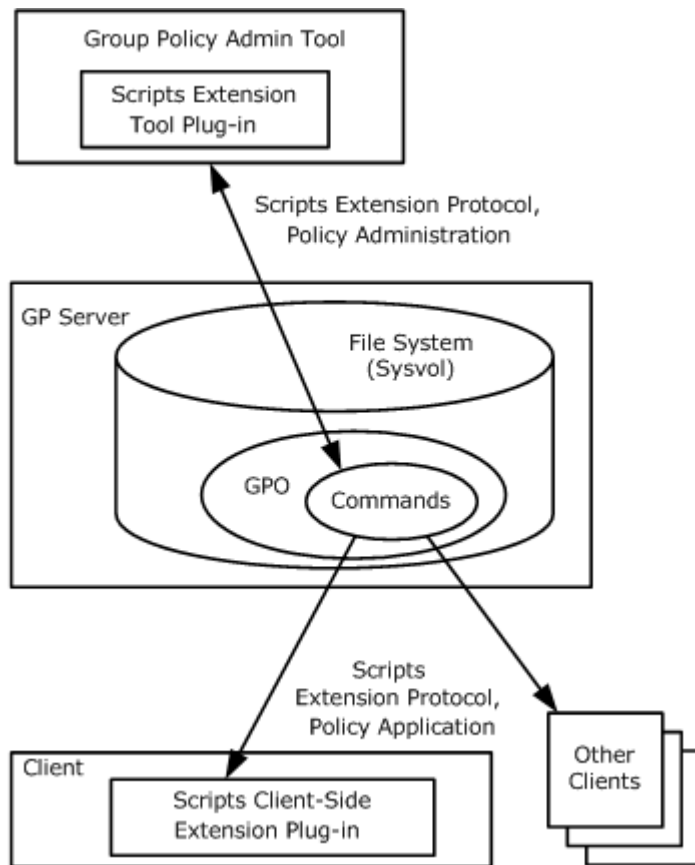 Group Policy Admin Tool
Scripts Extension
Tool Plug-in
Scripts Extension Protocol,
Policy Administration
GP Server
File System
(Sysvol)
GPO
Commands
Scripts
Extension Protocol,
Policy Application
Client
Scripts Client-Side
Extension Plug-in
Other
Clients